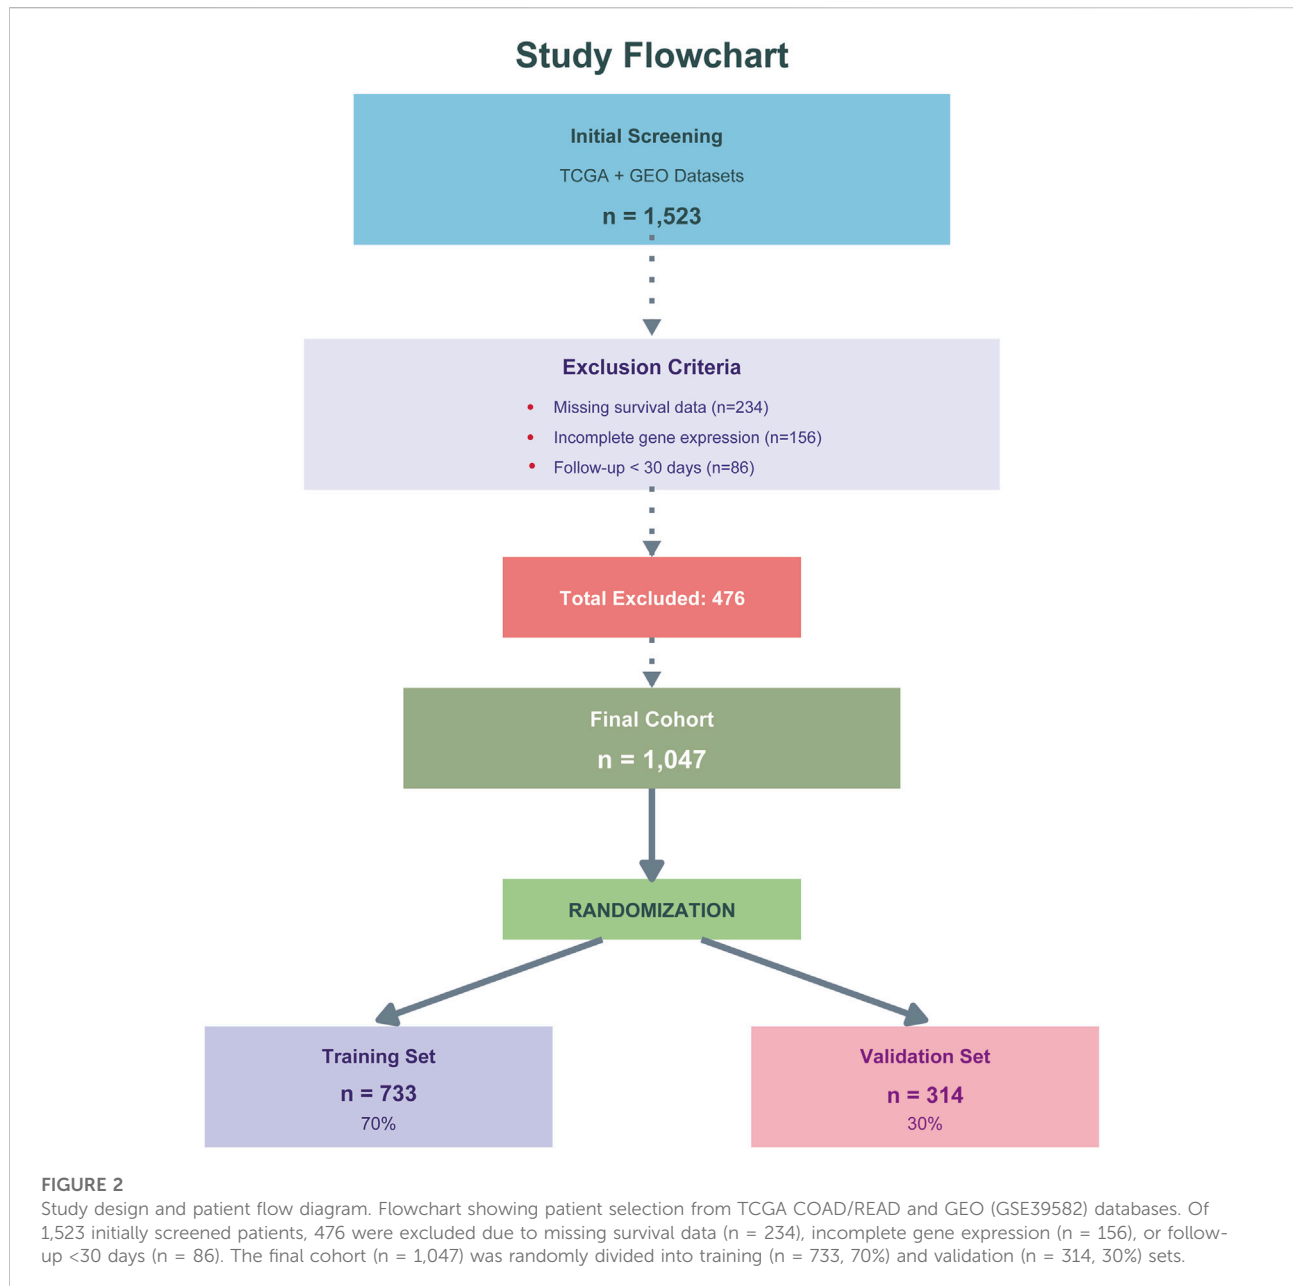 Study Flowchart
Initial Screening
TCGA + GEO Datasets
n = 1,523
Exclusion Criteria
• Missing survival data (n=234)
• Incomplete gene expression (n=156)
• Follow-up < 30 days (n=86)
Total Excluded: 476
Final Cohort
n = 1,047
RANDOMIZATION
Training Set
n = 733
70%
Validation Set
n = 314
30%
FIGURE 2
Study design and patient flow diagram. Flowchart showing patient selection from TCGA COAD/READ and GEO (GSE39582) databases. Of
1,523 initially screened patients, 476 were excluded due to missing survival data (n = 234), incomplete gene expression (n = 156), or follow-
up <30 days (n = 86). The final cohort (n = 1,047) was randomly divided into training (n = 733, 70%) and validation (n = 314, 30%) sets.